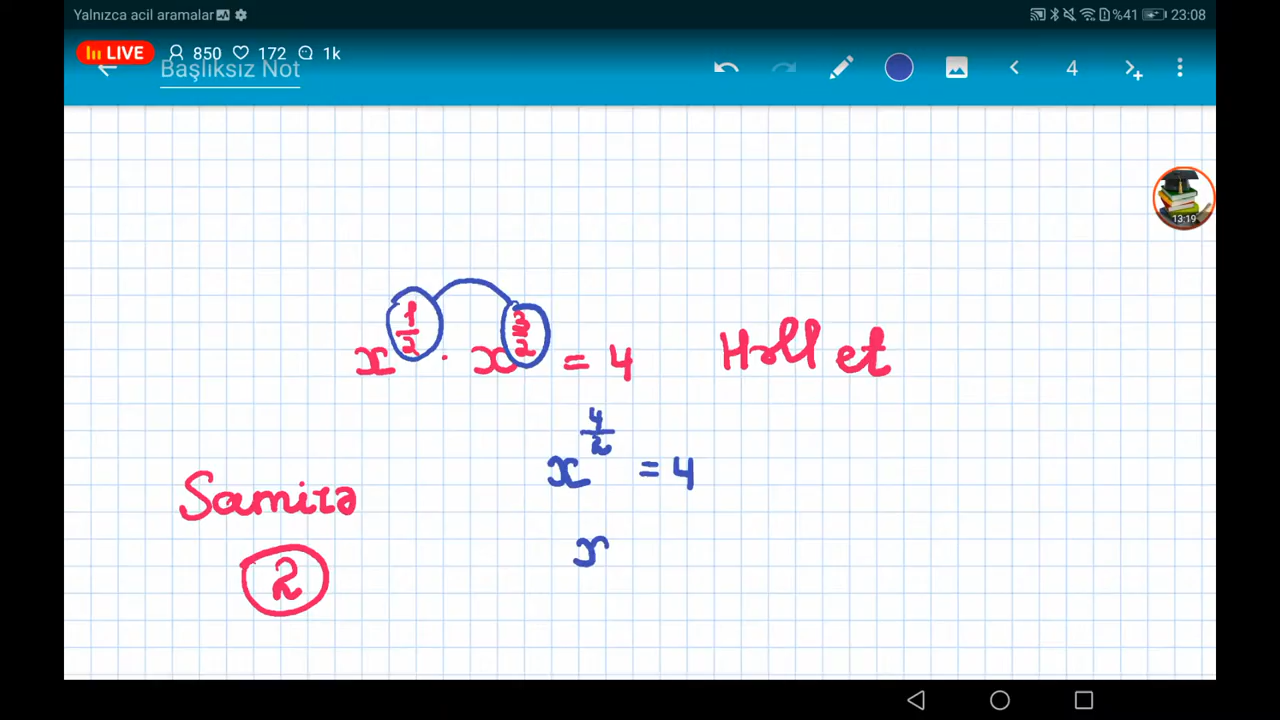 Yalnızca acil aramalar %41 23:08
LIVE 850 172 1k
Başlıksız Not 4
13:19
x^{1/2} · x^{3/2} = 4 Həll et
x^{4/2} = 4
Samirə
x
2